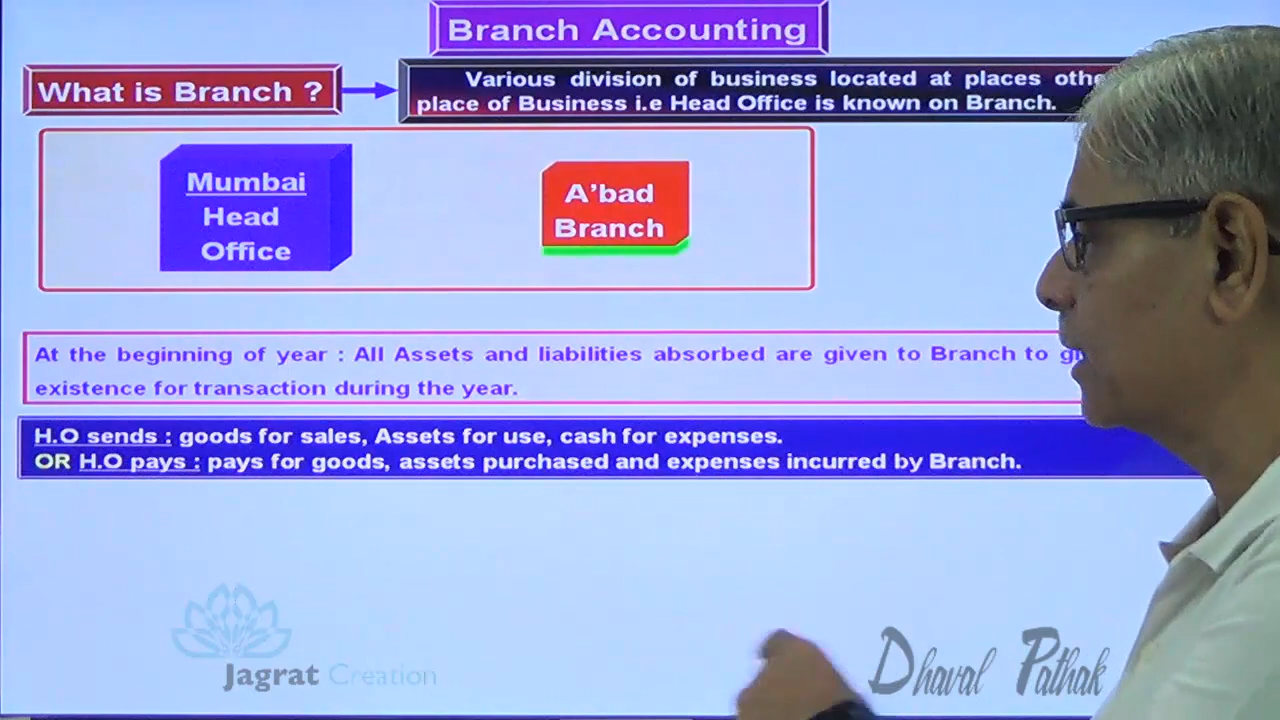 Branch Accounting
What is Branch ?
Various division of business located at places
place of Business i.e Head Office is known on Branch.
Mumbai
Head
Office
A'bad
Branch
At the beginning of year : All Assets and liabilities absorbed are given to Branch to
existence for transaction during the year.
H.O sends : goods for sales, Assets for use, cash for expenses.
OR H.O pays : pays for goods, assets purchased and expenses incurred by Branch.
Jagrat Creation
Dhaval Pathak